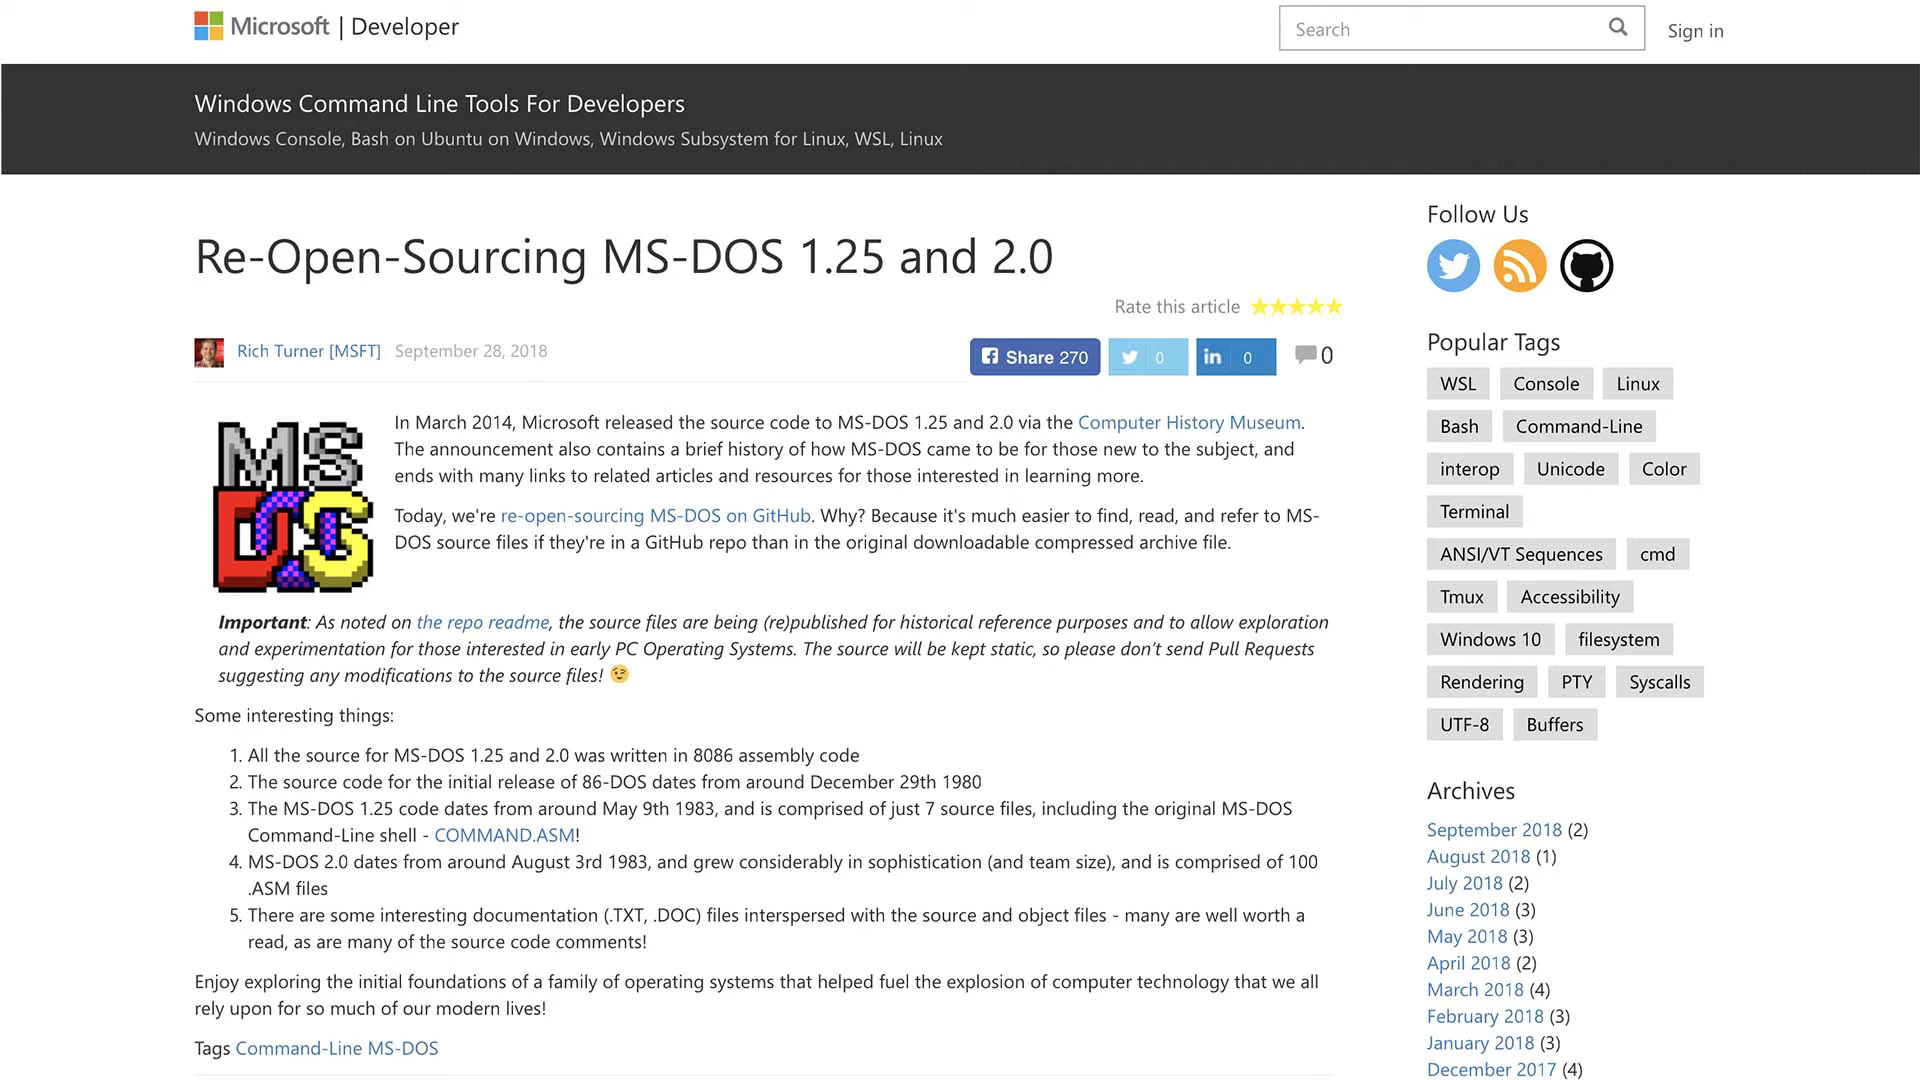 Microsoft | Developer
Search
Sign in
Windows Command Line Tools For Developers
Windows Console, Bash on Ubuntu on Windows, Windows Subsystem for Linux, WSL, Linux
Re-Open-Sourcing MS-DOS 1.25 and 2.0
Rate this article
Rich Turner [MSFT] September 28, 2018
Share 270
0
in 0
0
MS
DOS
In March 2014, Microsoft released the source code to MS-DOS 1.25 and 2.0 via the Computer History Museum.
The announcement also contains a brief history of how MS-DOS came to be for those new to the subject, and
ends with many links to related articles and resources for those interested in learning more.
Today, we're re-open-sourcing MS-DOS on GitHub. Why? Because it's much easier to find, read, and refer to MS-
DOS source files if they're in a GitHub repo than in the original downloadable compressed archive file.
Important: As noted on the repo readme, the source files are being (re)published for historical reference purposes and to allow exploration
and experimentation for those interested in early PC Operating Systems. The source will be kept static, so please don’t send Pull Requests
suggesting any modifications to the source files! 😉
Some interesting things:
1. All the source for MS-DOS 1.25 and 2.0 was written in 8086 assembly code
2. The source code for the initial release of 86-DOS dates from around December 29th 1980
3. The MS-DOS 1.25 code dates from around May 9th 1983, and is comprised of just 7 source files, including the original MS-DOS
Command-Line shell - COMMAND.ASM!
4. MS-DOS 2.0 dates from around August 3rd 1983, and grew considerably in sophistication (and team size), and is comprised of 100
.ASM files
5. There are some interesting documentation (.TXT, .DOC) files interspersed with the source and object files - many are well worth a
read, as are many of the source code comments!
Enjoy exploring the initial foundations of a family of operating systems that helped fuel the explosion of computer technology that we all
rely upon for so much of our modern lives!
Tags Command-Line MS-DOS
Follow Us
Popular Tags
WSL Console Linux
Bash Command-Line
interop Unicode Color
Terminal
ANSI/VT Sequences cmd
Tmux Accessibility
Windows 10 filesystem
Rendering PTY Syscalls
UTF-8 Buffers
Archives
September 2018 (2)
August 2018 (1)
July 2018 (2)
June 2018 (3)
May 2018 (3)
April 2018 (2)
March 2018 (4)
February 2018 (3)
January 2018 (3)
December 2017 (4)